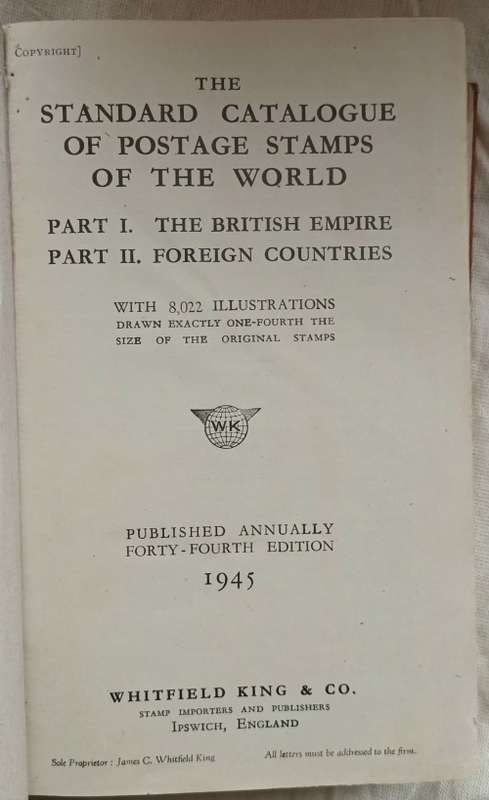 COPYRIGHT]
THE
STANDARD CATALOGUE
OF POSTAGE STAMPS
OF THE WORLD
PART I. THE BRITISH EMPIRE
PART II. FOREIGN COUNTRIES
WITH 8,022 ILLUSTRATIONS
DRAWN EXACTLY ONE-FOURTH THE
SIZE OF THE ORIGINAL STAMPS
WK
PUBLISHED ANNUALLY
FORTY-FOURTH EDITION
1945
WHITFIELD KING & CO.
STAMP IMPORTERS AND PUBLISHERS
IPSWICH, ENGLAND
Sole Proprietor : James C. Whitfield King All letters must be addressed to the firm.